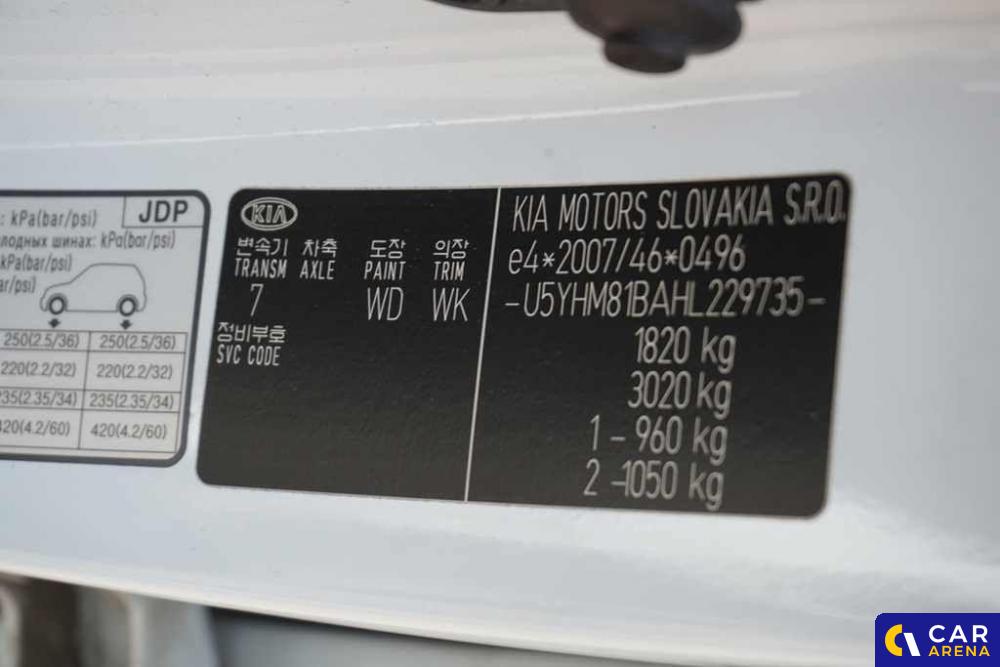 : kPa(bar/psi) JDP
олодных шинах: kPa(bar/psi)
kPa(bar/psi)
ar/psi)
250(2.5/36) 250(2.5/36)
220(2.2/32) 220(2.2/32)
235(2.35/34) 235(2.35/34)
420(4.2/60) 420(4.2/60)
KIA
변속기 차축 도장 의장
TRANSM AXLE PAINT TRIM
7 WD WK
정비부호
SVC CODE
KIA MOTORS SLOVAKIA S.R.O.
e4*2007/46*0496
-U5YHM81BAHL229735-
1820 kg
3020 kg
1 - 960 kg
2 -1050 kg
CAR
ARENA